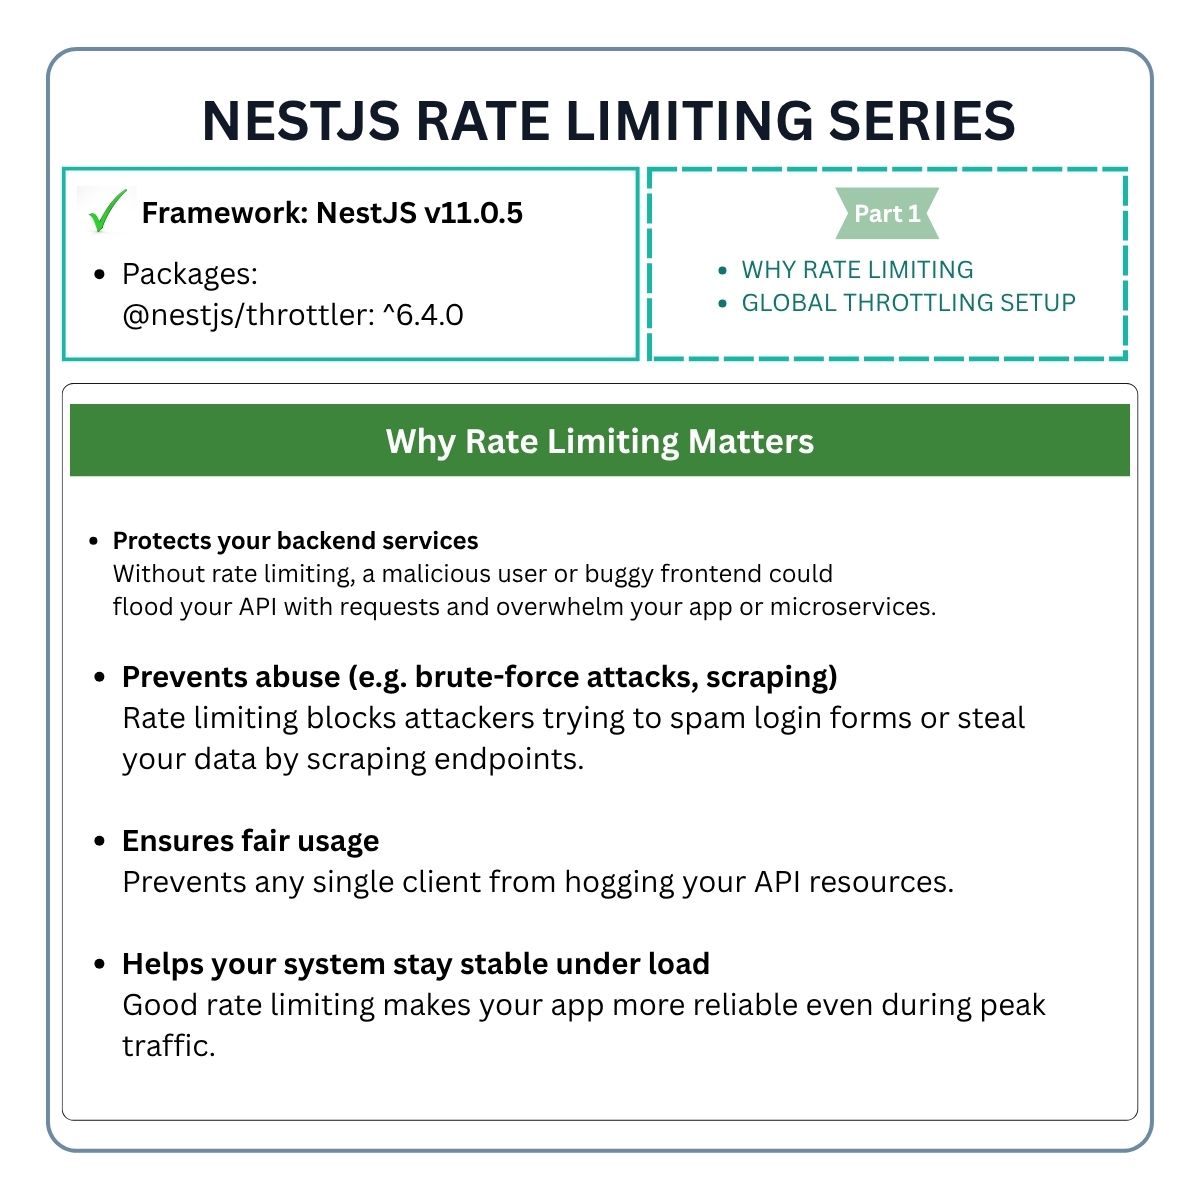 NESTJS RATE LIMITING SERIES
Framework: NestJS v11.0.5
• Packages:
@nestjs/throttler: ^6.4.0
Part 1
• WHY RATE LIMITING
• GLOBAL THROTTLING SETUP
Why Rate Limiting Matters
• Protects your backend services
Without rate limiting, a malicious user or buggy frontend could
flood your API with requests and overwhelm your app or microservices.
• Prevents abuse (e.g. brute-force attacks, scraping)
Rate limiting blocks attackers trying to spam login forms or steal
your data by scraping endpoints.
• Ensures fair usage
Prevents any single client from hogging your API resources.
• Helps your system stay stable under load
Good rate limiting makes your app more reliable even during peak
traffic.